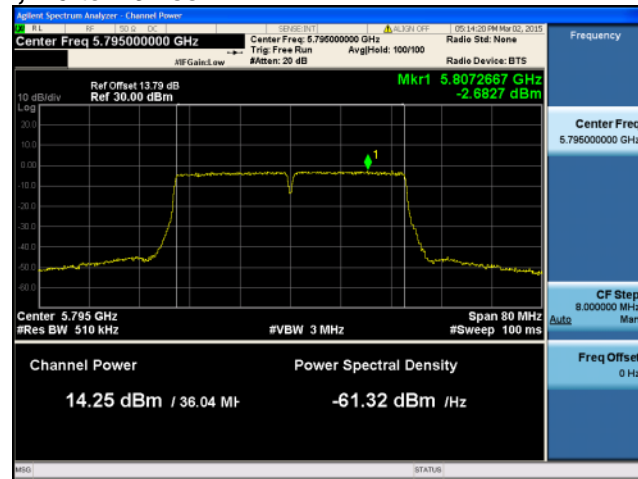 Agilent Spectrum Analyzer - Channel Power
RL RF 50 Ω DC SENSE:INT ALIGN OFF 05:14:20 PM Mar 02, 2015
Center Freq 5.795000000 GHz
Center Freq: 5.795000000 GHz
Radio Std: None
Trig: Free Run Avg|Hold: 100/100
#IFGain:Low #Atten: 20 dB Radio Device: BTS
Frequency
Ref Offset 13.79 dB
10 dB/div Ref 30.00 dBm
Log
Mkr1 5.8072667 GHz
-2.6827 dBm
20.0
10.0
0.00
-10.0
-20.0
-30.0
-40.0
-50.0
-60.0
1
Center Freq
5.795000000 GHz
Center 5.795 GHz Span 80 MHz
#Res BW 510 kHz #VBW 3 MHz #Sweep 100 ms
CF Step
8.000000 MHz
Auto Man
Channel Power Power Spectral Density
14.25 dBm / 36.04 MH -61.32 dBm /Hz
Freq Offset
0 Hz
MSG STATUS